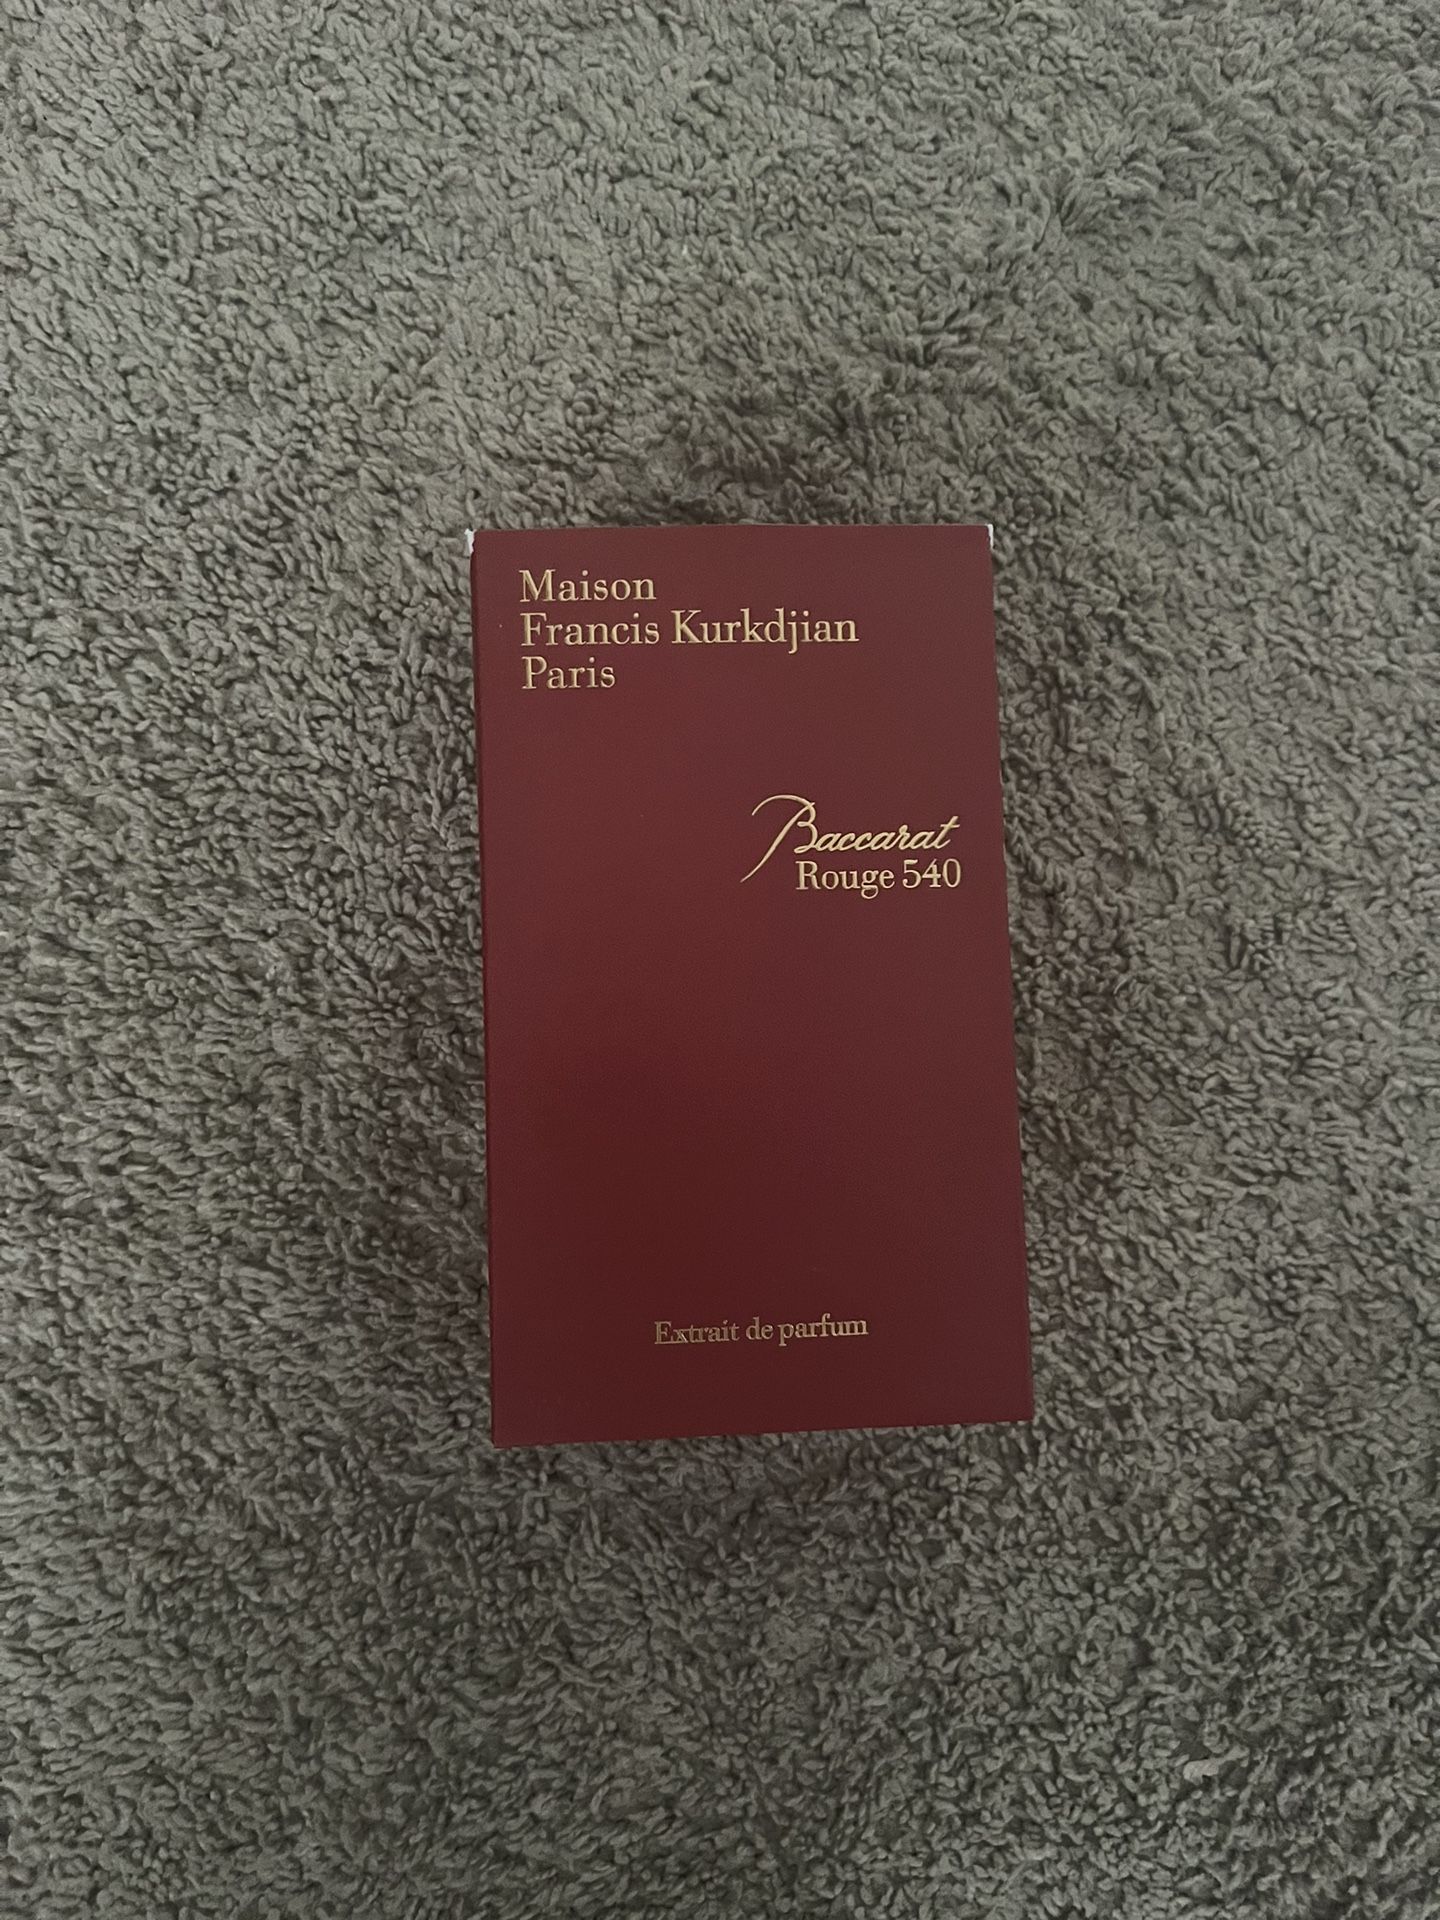 Maison
Francis Kurkdjian
Paris
Baccarat
Rouge 540
Extrait de parfum